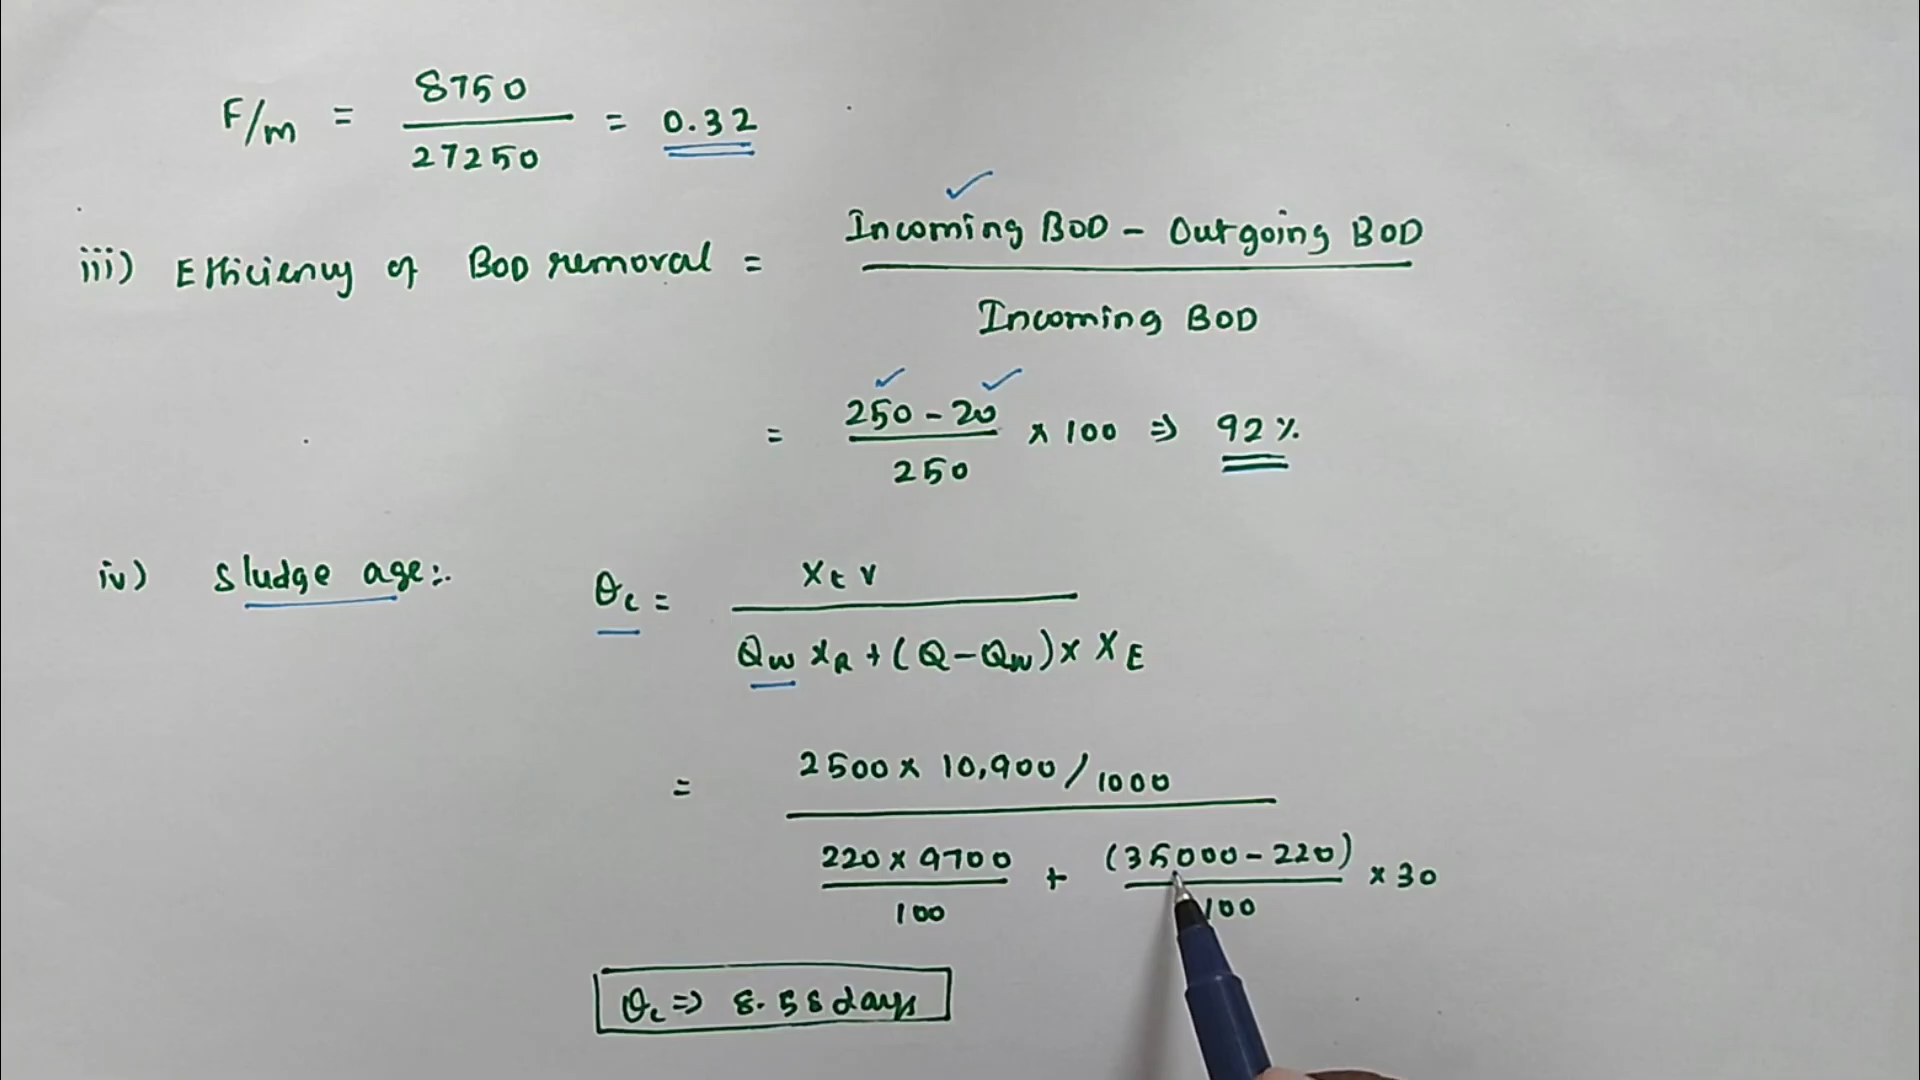 F/m = 8750 / 27250 = 0.32
iii) Efficiency of BOD removal = Incoming BOD - Outgoing BOD / Incoming BOD
= 250 - 20 / 250 x 100 ⇒ 92 %
iv) Sludge age:- θc = Xt V / Qw XR + (Q - Qw) x XE
= 2500 x 10,900 / 1000
220 x 9700 / 100 + (35000 - 220) / 100 x 30
θc ⇒ 8.58 days